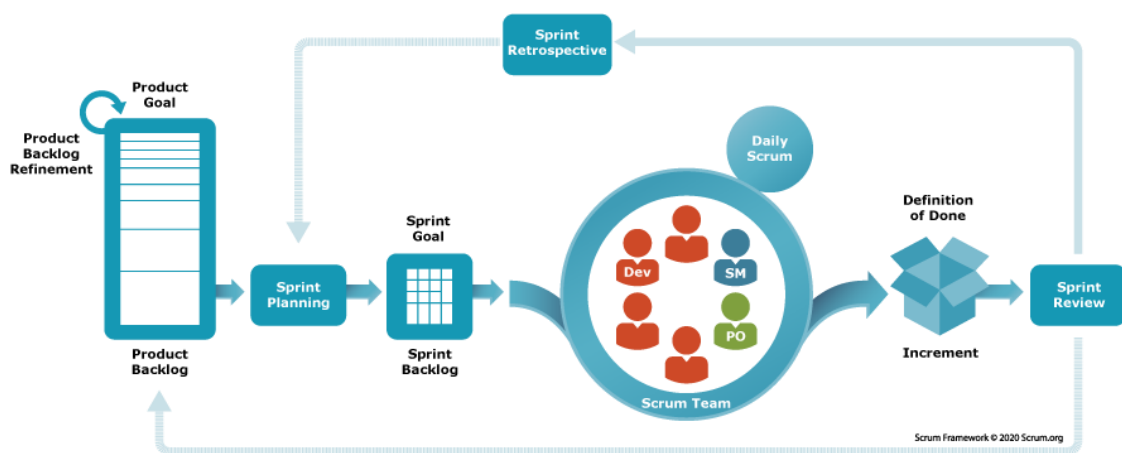 Sprint
Retrospective
Product
Goal
Product
Backlog
Refinement
Daily
Scrum
Sprint
Goal
Definition
of Done
Dev
SM
Sprint
Planning
Sprint
Review
PO
Product
Backlog
Sprint
Backlog
Increment
Scrum Team
Scrum Framework © 2020 Scrum.org